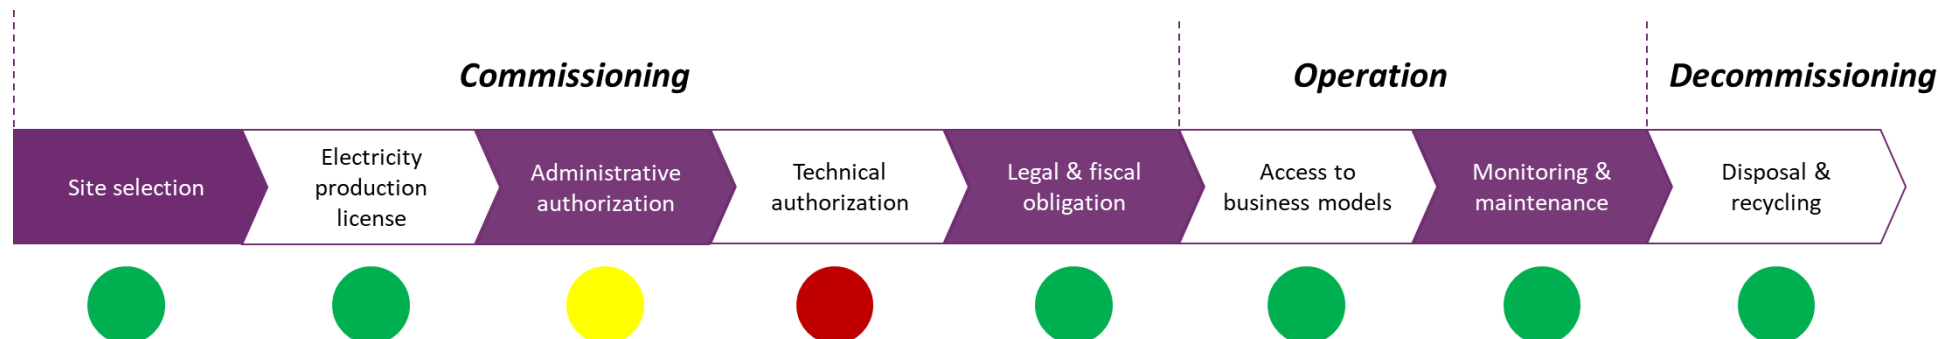 Commissioning
Operation
Decommissioning
Site selection
Electricity
production
license
Administrative
authorization
Technical
authorization
Legal & fiscal
obligation
Access to
business models
Monitoring &
maintenance
Disposal &
recycling